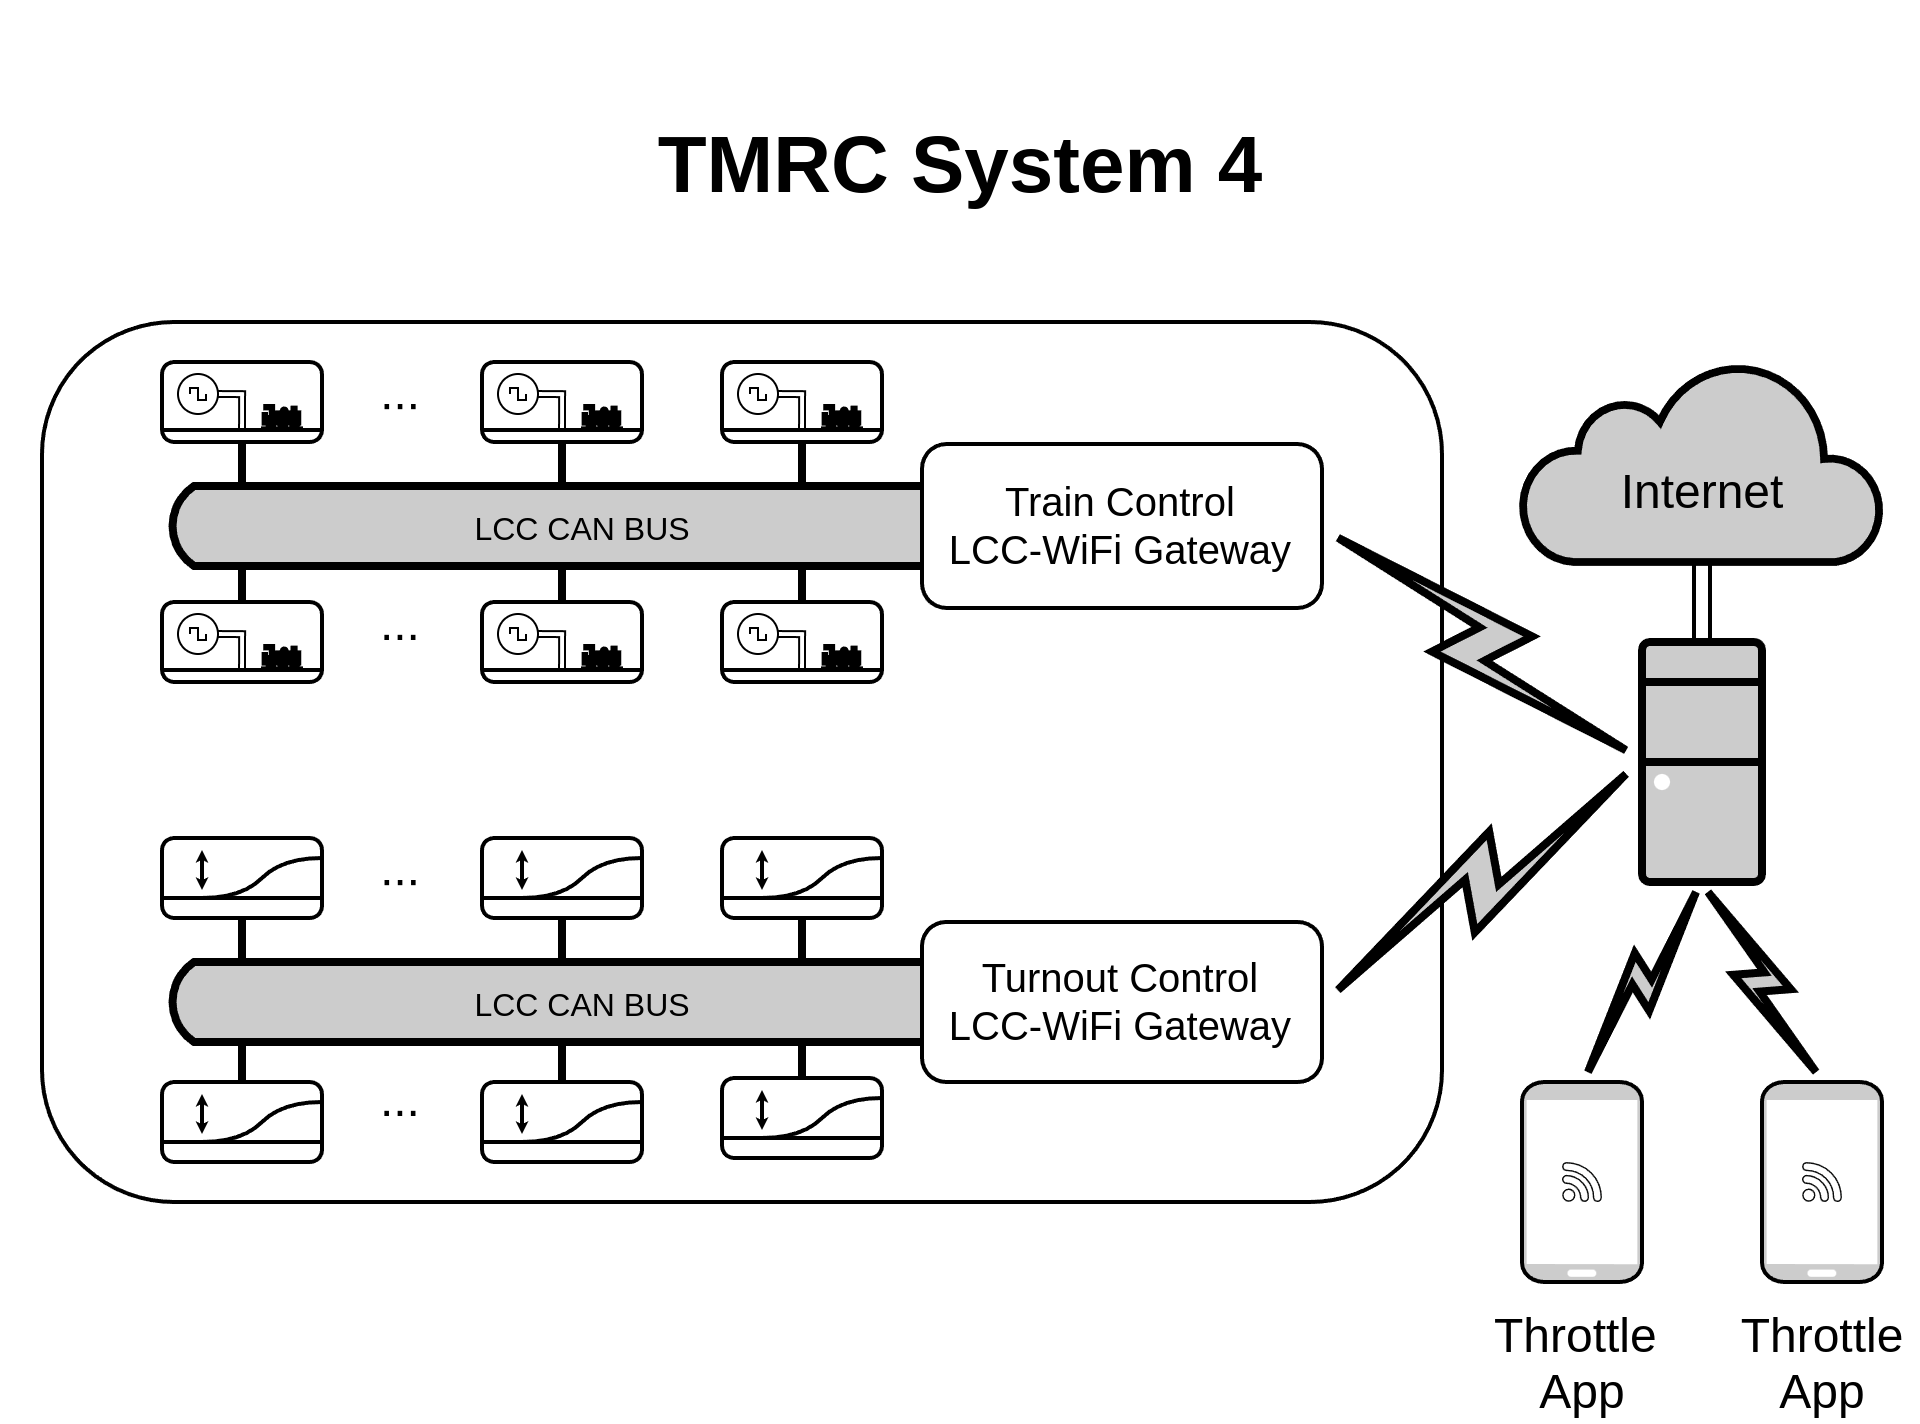 TMRC System 4
...
LCC CAN BUS
Train Control
LCC-WiFi Gateway
...
Internet
...
LCC CAN BUS
Turnout Control
LCC-WiFi Gateway
...
Throttle
App
Throttle
App